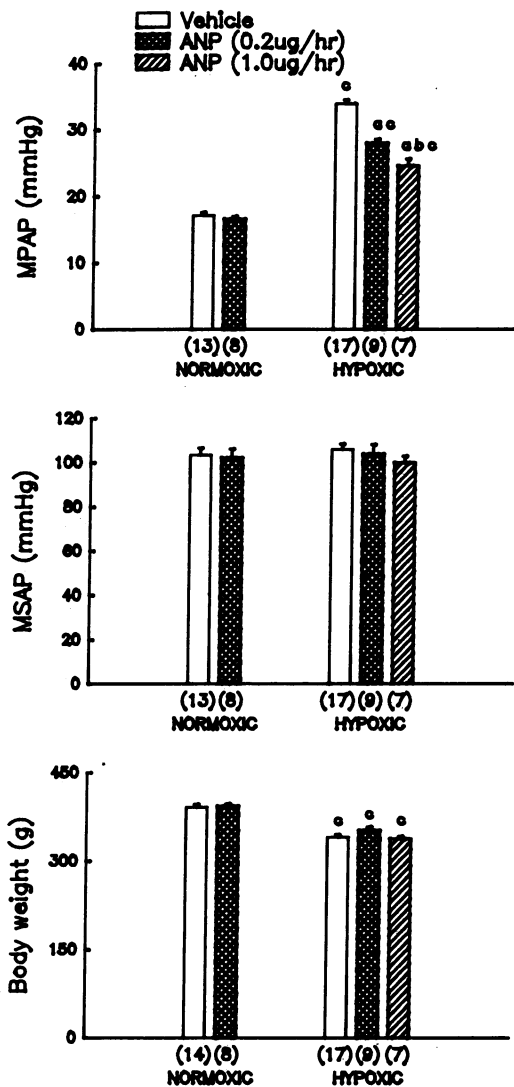 Vehicle
ANP (0.2ug/hr)
ANP (1.0ug/hr)
MPAP (mmHg)
40
30
20
10
0
c
a c
a b c
(13) (8) (17) (9) (7)
NORMOXIC HYPOXIC
MSAP (mmHg)
120
100
80
60
40
20
0
(13) (8) (17) (9) (7)
NORMOXIC HYPOXIC
Body weight (g)
450
300
150
0
c c c
(14) (8) (17) (9) (7)
NORMOXIC HYPOXIC